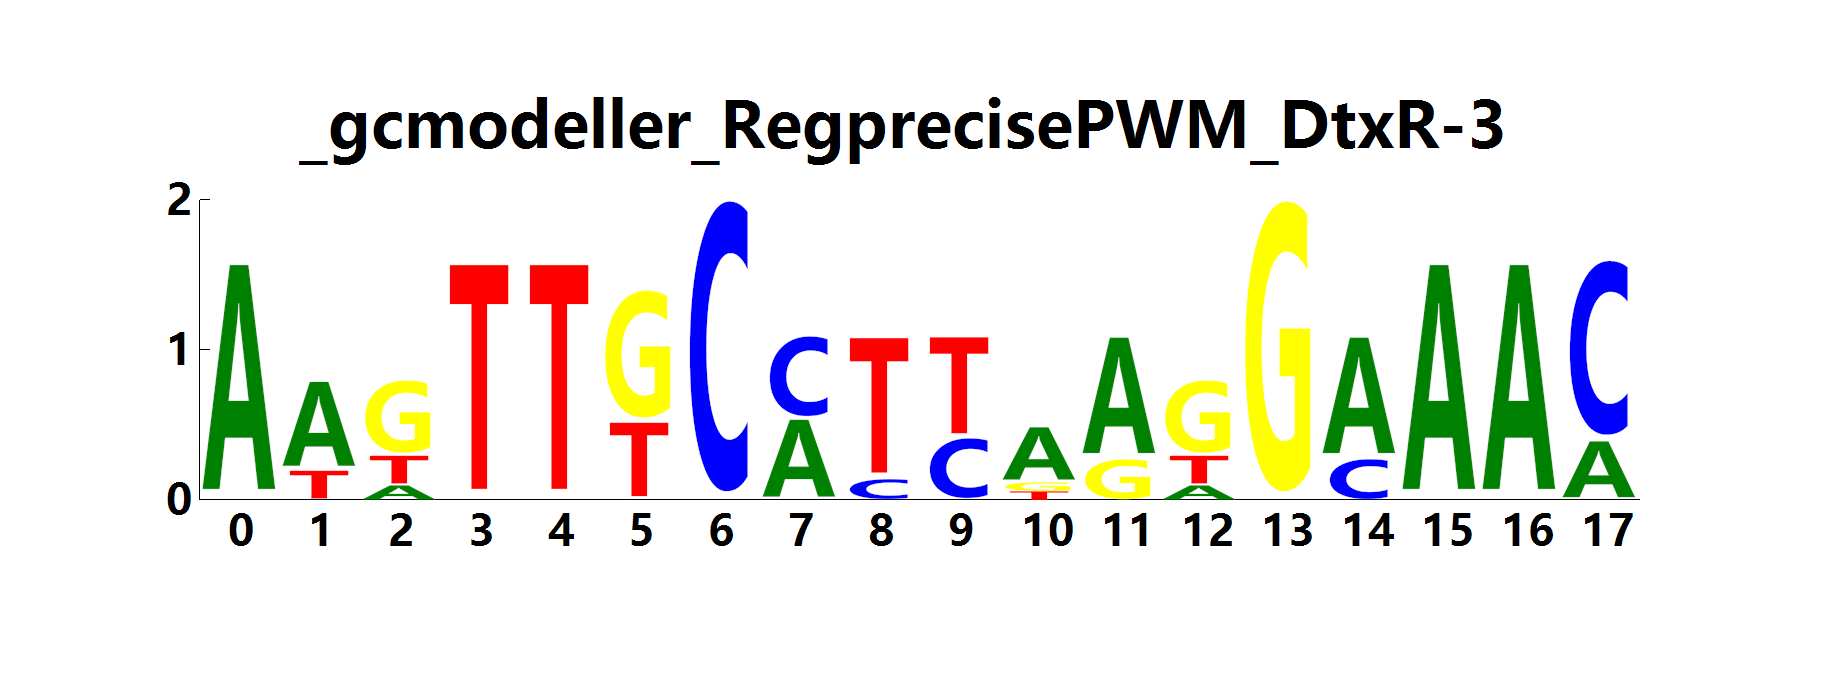 _gcmodeller_RegprecisePWM_DtxR-3
2
1
0
A A G T T G C C T T A A G G A A A C
T T T A C C G G T C A
A T A
0 1 2 3 4 5 6 7 8 9 10 11 12 13 14 15 16 17